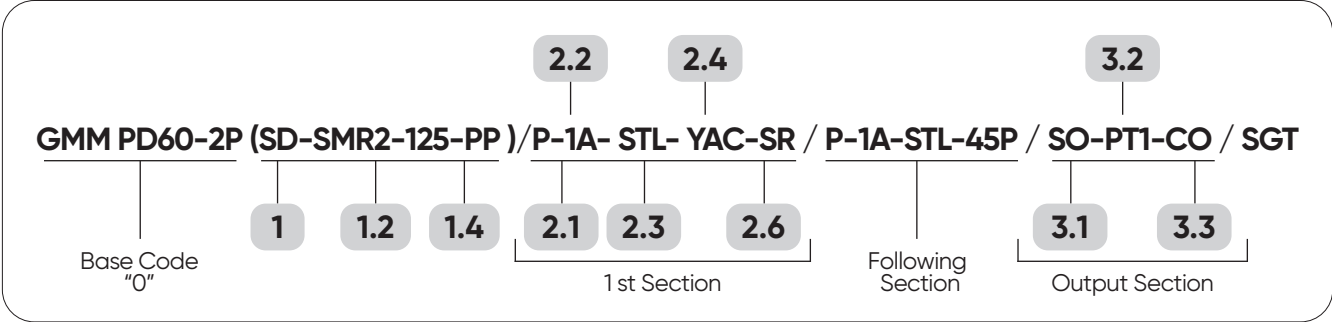 2.2 2.4 3.2
GMM PD60-2P (SD-SMR2-125-PP )/P-1A- STL- YAC-SR / P-1A-STL-45P / SO-PT1-CO / SGT
1 1.2 1.4 2.1 2.3 2.6 3.1 3.3
Base Code
"0"
1 st Section
Following
Section
Output Section